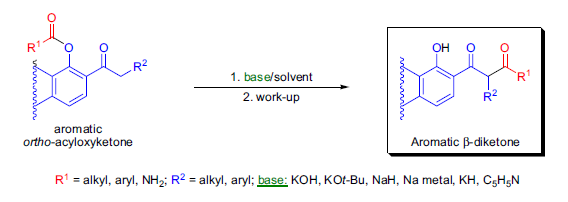 O
R¹ O O
R²
aromatic
ortho-acyloxyketone
1. base/solvent
2. work-up
OH O O
R¹
R²
Aromatic β-diketone
R¹ = alkyl, aryl, NH₂; R² = alkyl, aryl; base: KOH, KOt-Bu, NaH, Na metal, KH, C₅H₅N